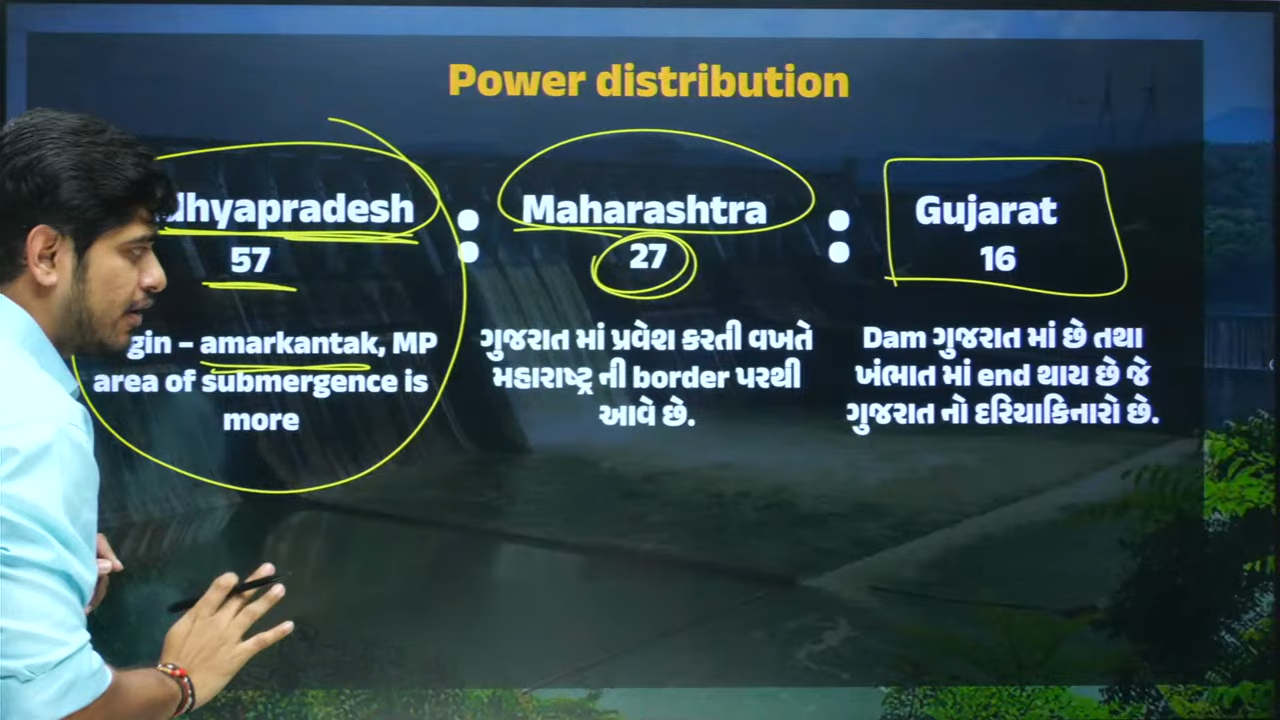 Power distribution
dhyapradesh : Maharashtra : Gujarat
57 27 16
gin – amarkantak, MP
area of submergence is
more
ગુજરાત માં પ્રવેશ કરતી વખતે
મહારાષ્ટ્ર ની border પરથી
આવે છે.
Dam ગુજરાત માં છે તથા
ખંભાત માં end થાય છે જે
ગુજરાત નો દરિયાકિનારો છે.